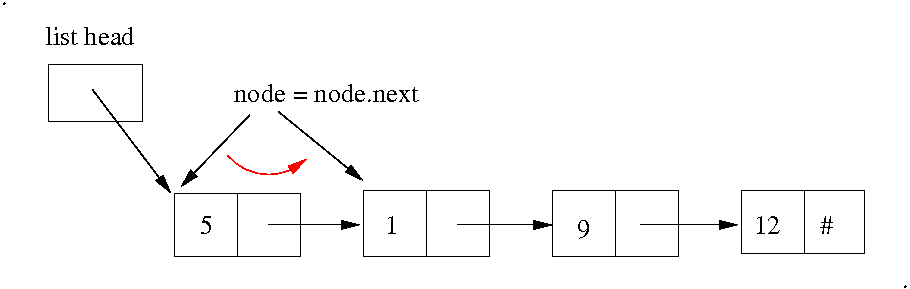 list head
node = node.next
5
1
9
12 #